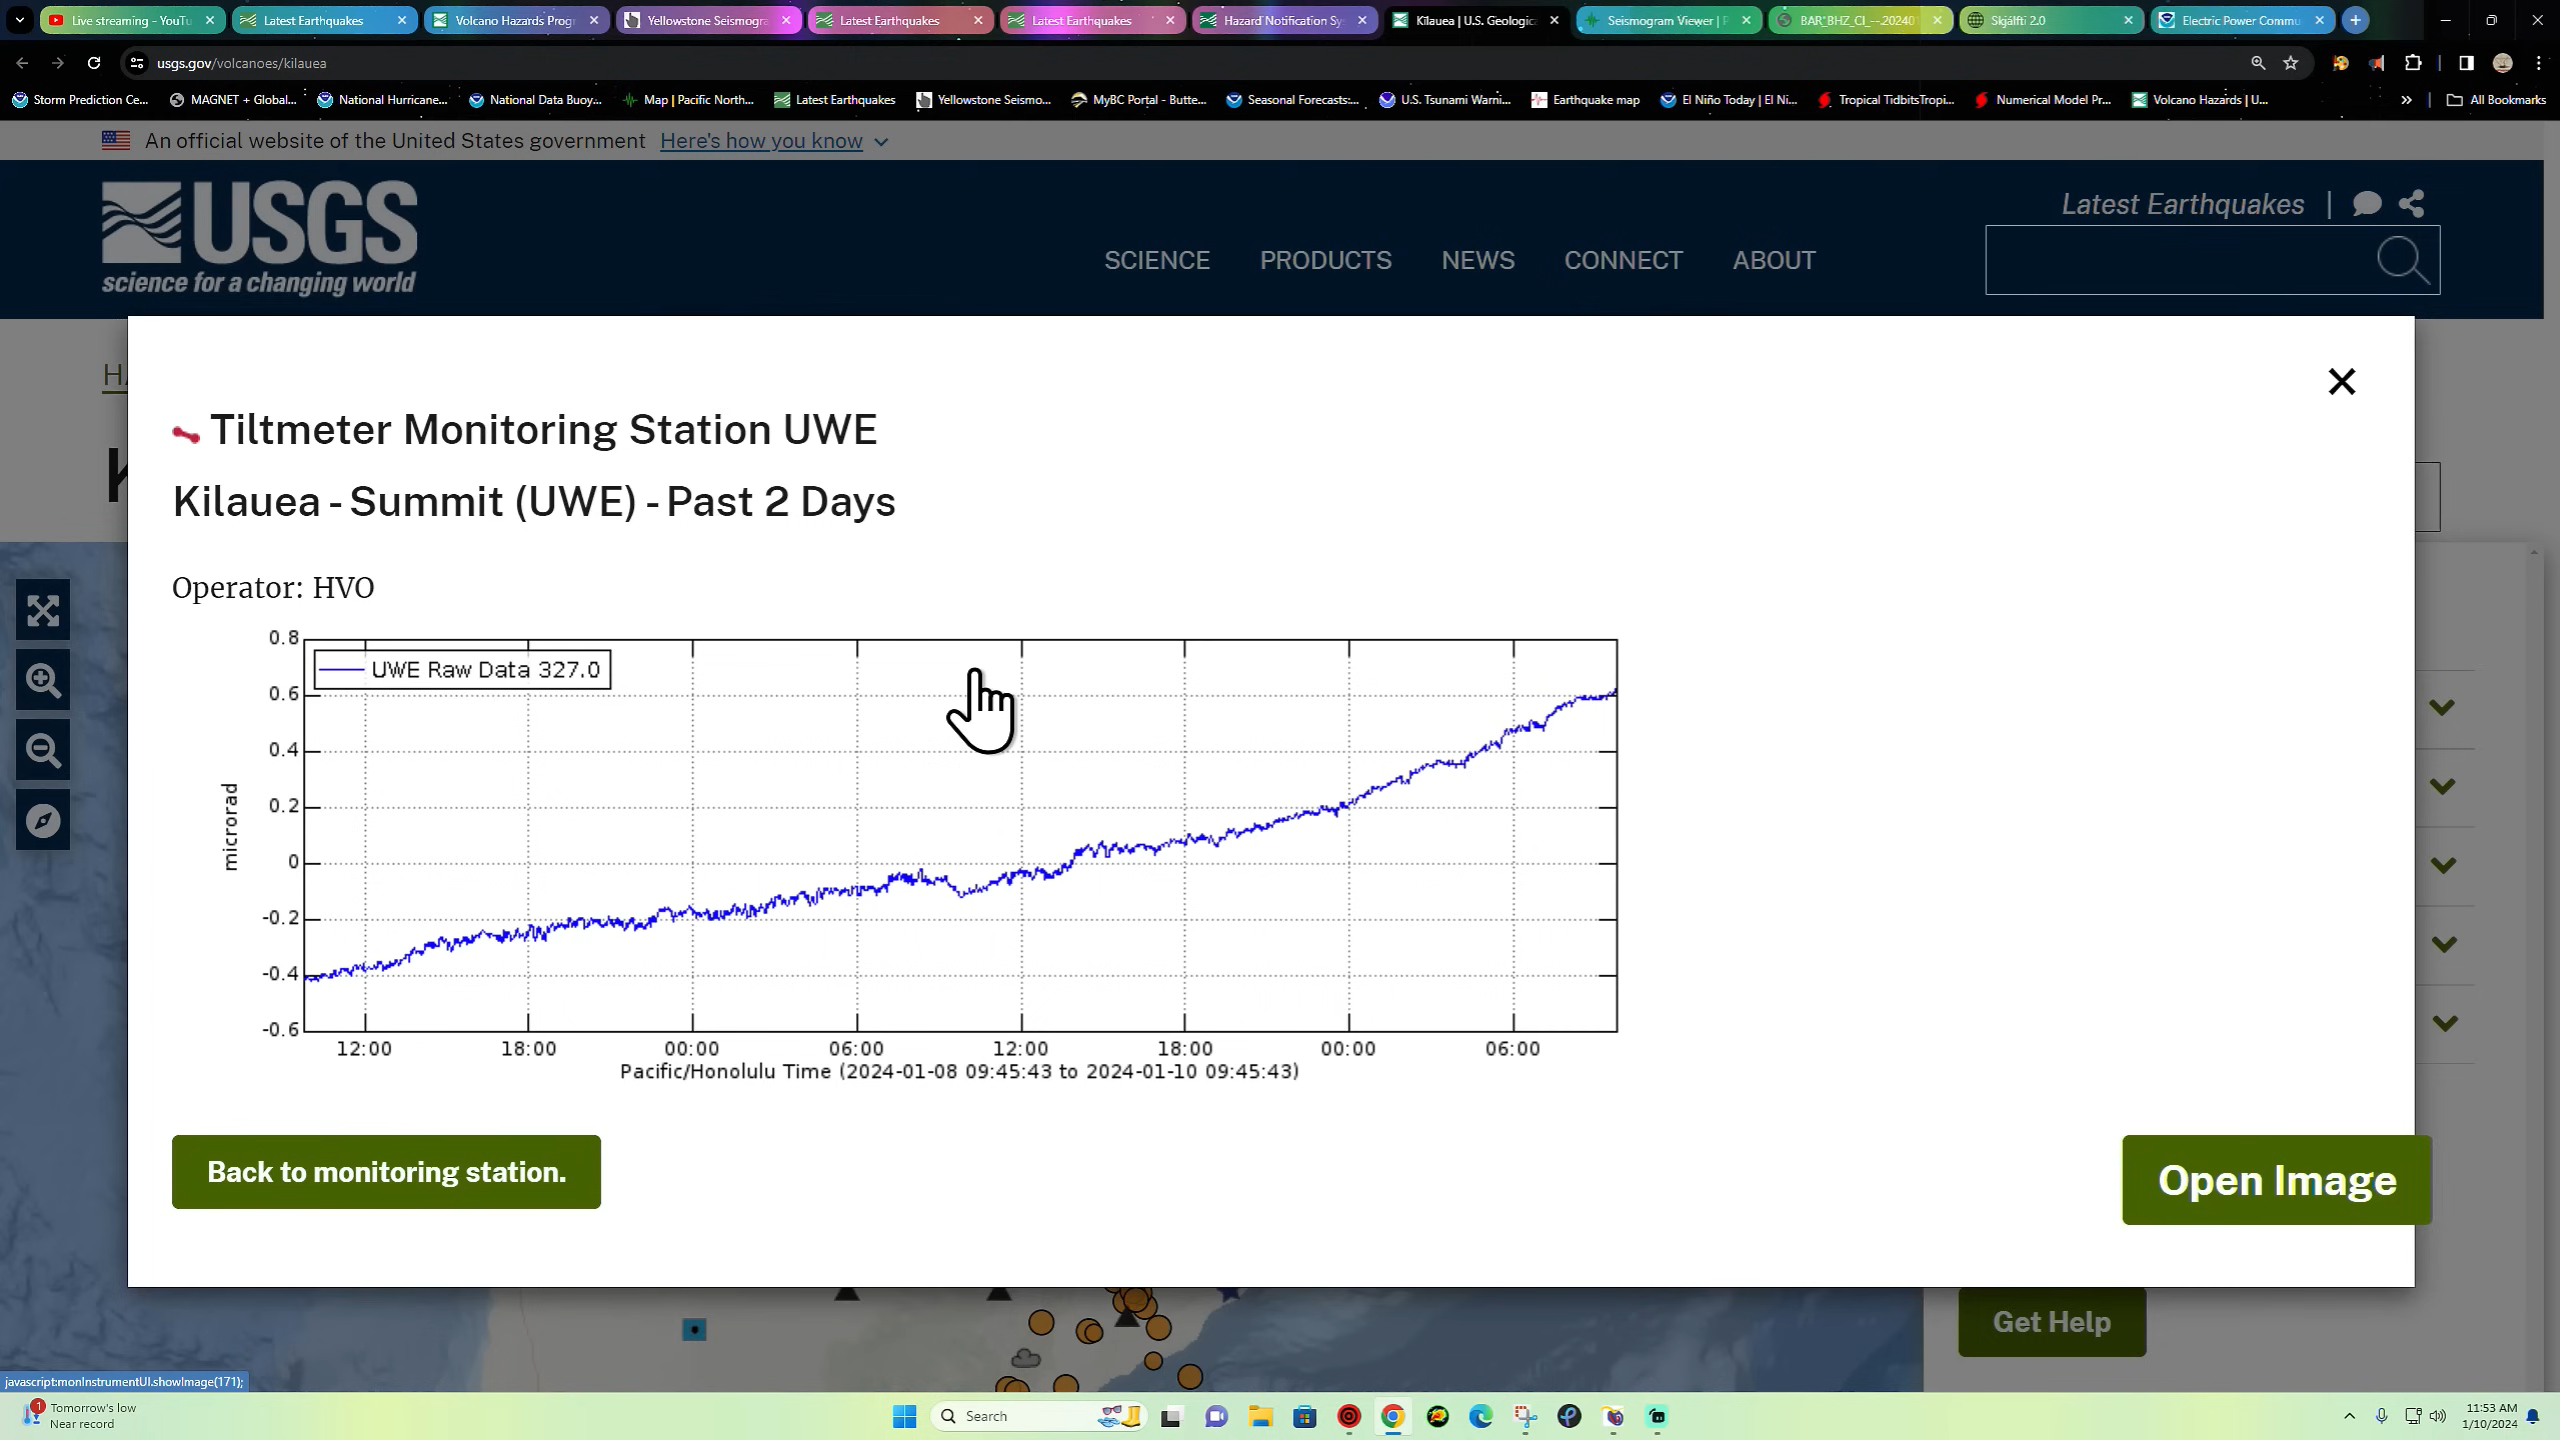 Live streaming - YouTu
Latest Earthquakes
Volcano Hazards Prog
Yellowstone Seismogra
Latest Earthquakes
Latest Earthquakes
Hazard Notification Sy
Kīlauea | U.S. Geologic
Seismogram Viewer | P
BAR_BHZ_CI_--.202401
Skjálfti 2.0
Electric Power Commu
usgs.gov/volcanoes/kilauea
Storm Prediction Ce...
MAGNET + Global...
National Hurricane...
National Data Buoy...
Map | Pacific North...
Latest Earthquakes
Yellowstone Seismo...
MyBC Portal - Butte...
Seasonal Forecasts:...
U.S. Tsunami Warni...
Earthquake map
El Niño Today | El Ni...
Tropical TidbitsTropi...
Numerical Model Pr...
Volcano Hazards | U...
All Bookmarks
An official website of the United States government Here's how you know
USGS
science for a changing world
Latest Earthquakes |
SCIENCE PRODUCTS NEWS CONNECT ABOUT
Tiltmeter Monitoring Station UWE
Kilauea - Summit (UWE) - Past 2 Days
Operator: HVO
UWE Raw Data 327.0
0.8
0.6
0.4
0.2
0
-0.2
-0.4
-0.6
microrad
12:00 18:00 00:00 06:00 12:00 18:00 00:00 06:00
Pacific/Honolulu Time (2024-01-08 09:45:43 to 2024-01-10 09:45:43)
Back to monitoring station.
Open Image
Get Help
javascript:monInstrumentUI.showImage(171);
1
Tomorrow's low
Near record
Search
11:53 AM
1/10/2024